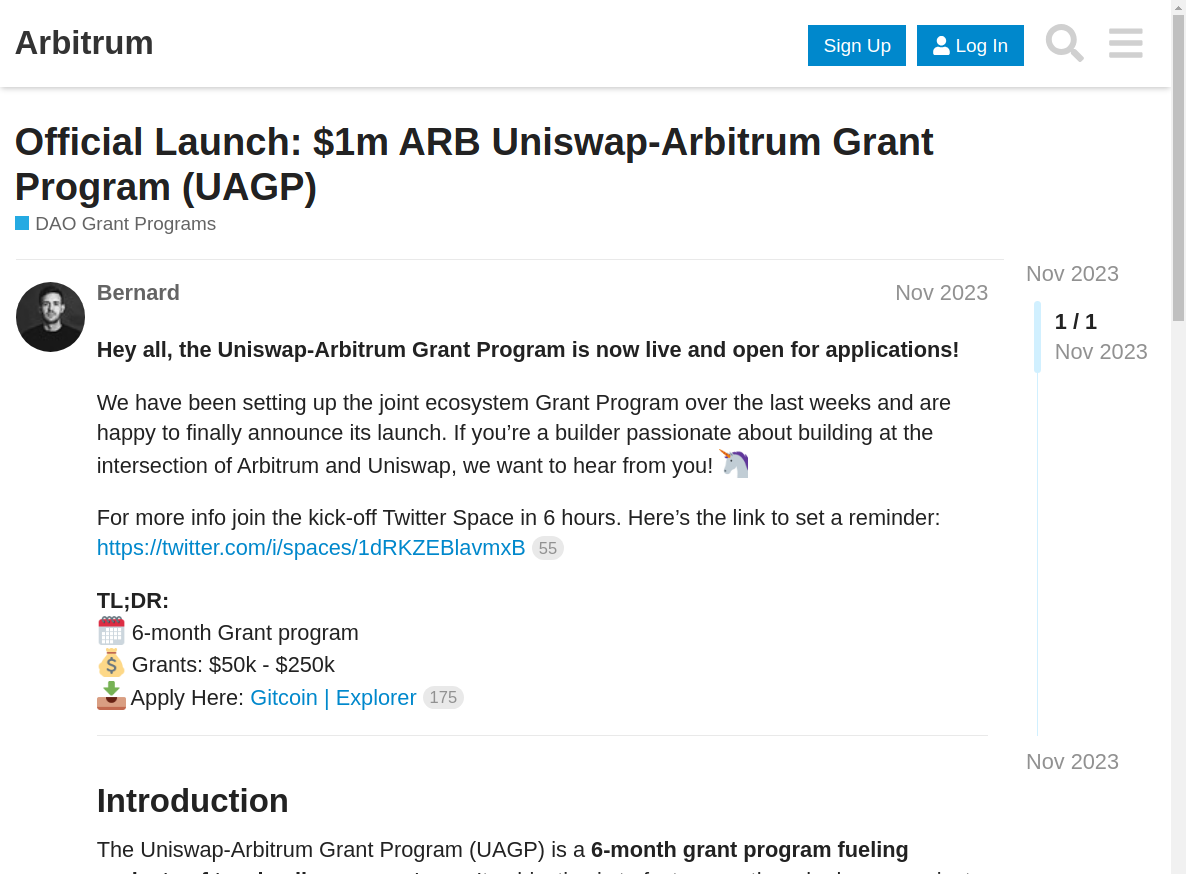 Arbitrum
Sign Up
Log In
Official Launch: $1m ARB Uniswap-Arbitrum Grant
Program (UAGP)
DAO Grant Programs
Nov 2023
Bernard
Nov 2023
1 / 1
Nov 2023
Hey all, the Uniswap-Arbitrum Grant Program is now live and open for applications!
We have been setting up the joint ecosystem Grant Program over the last weeks and are
happy to finally announce its launch. If you’re a builder passionate about building at the
intersection of Arbitrum and Uniswap, we want to hear from you!
For more info join the kick-off Twitter Space in 6 hours. Here’s the link to set a reminder:
https://twitter.com/i/spaces/1dRKZEBlavmxB 55
TL;DR:
6-month Grant program
Grants: $50k - $250k
Apply Here: Gitcoin | Explorer 175
Nov 2023
Introduction
The Uniswap-Arbitrum Grant Program (UAGP) is a 6-month grant program fueling